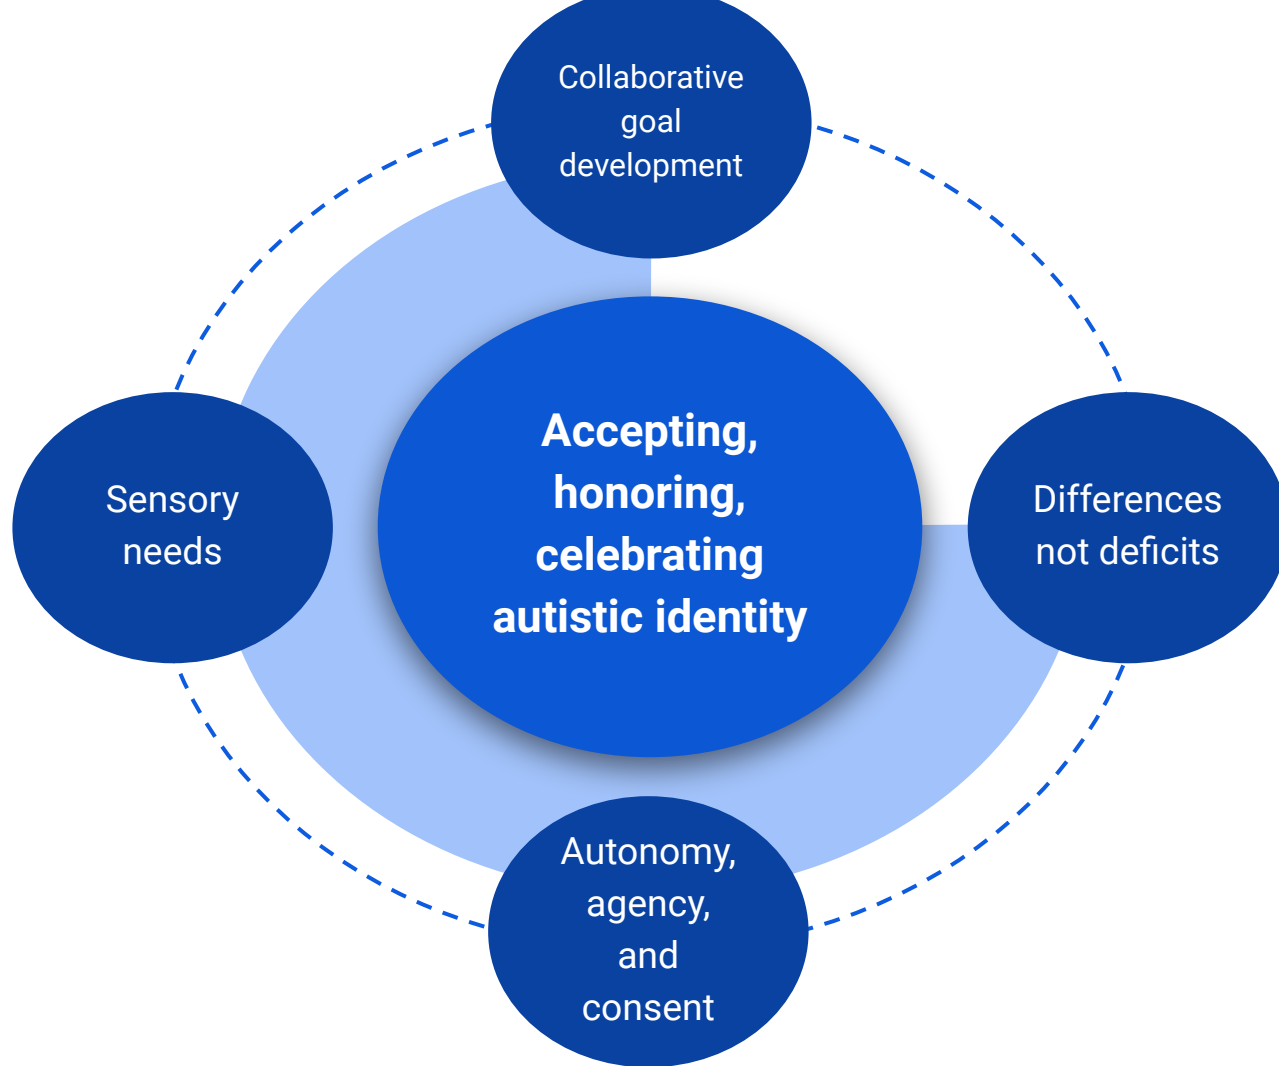 Collaborative
goal
development
Accepting,
honoring,
celebrating
autistic identity
Sensory
needs
Differences
not deficits
Autonomy,
agency,
and
consent